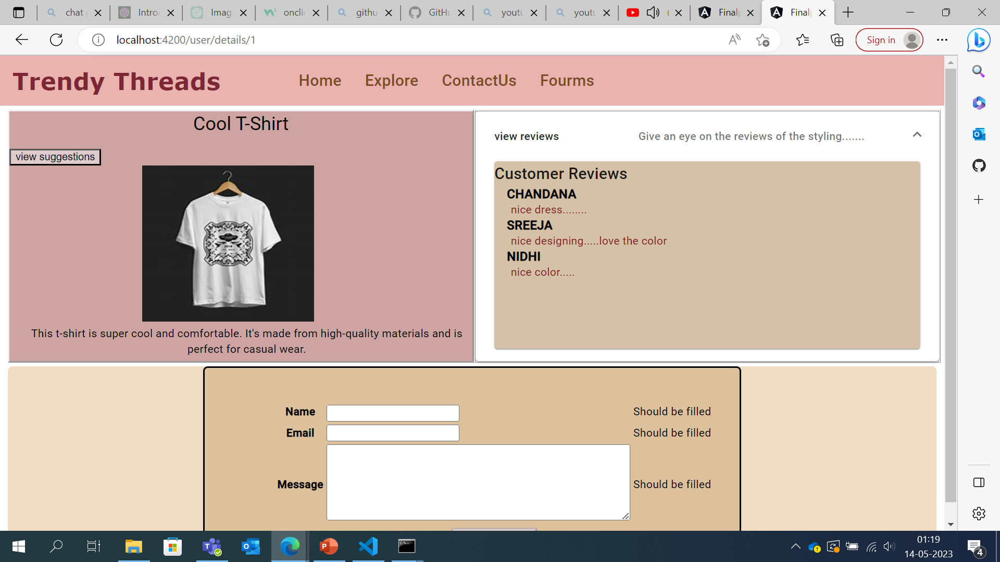 chat
Introc
Image
onclic
githu
GitHu
youtu
youtu
Final
Final
localhost:4200/user/details/1
Sign in
Trendy Threads
Home
Explore
ContactUs
Fourms
Cool T-Shirt
view suggestions
This t-shirt is super cool and comfortable. It's made from high-quality materials and is
perfect for casual wear.
view reviews
Give an eye on the reviews of the styling.......
Customer Reviews
CHANDANA
nice dress........
SREEJA
nice designing.....love the color
NIDHI
nice color.....
Name
Should be filled
Email
Should be filled
Message
Should be filled
01:19
14-05-2023
4